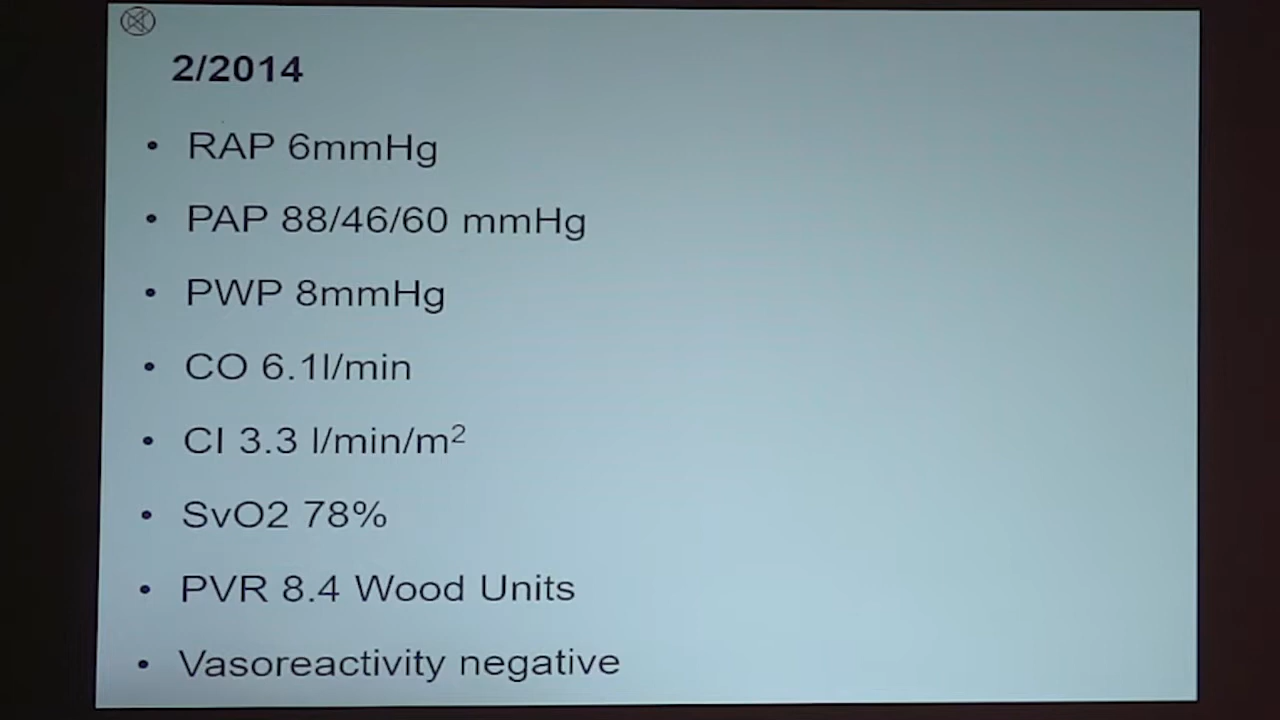 2/2014
• RAP 6mmHg
• PAP 88/46/60 mmHg
• PWP 8mmHg
• CO 6.1l/min
• CI 3.3 l/min/m²
• SvO2 78%
• PVR 8.4 Wood Units
• Vasoreactivity negative